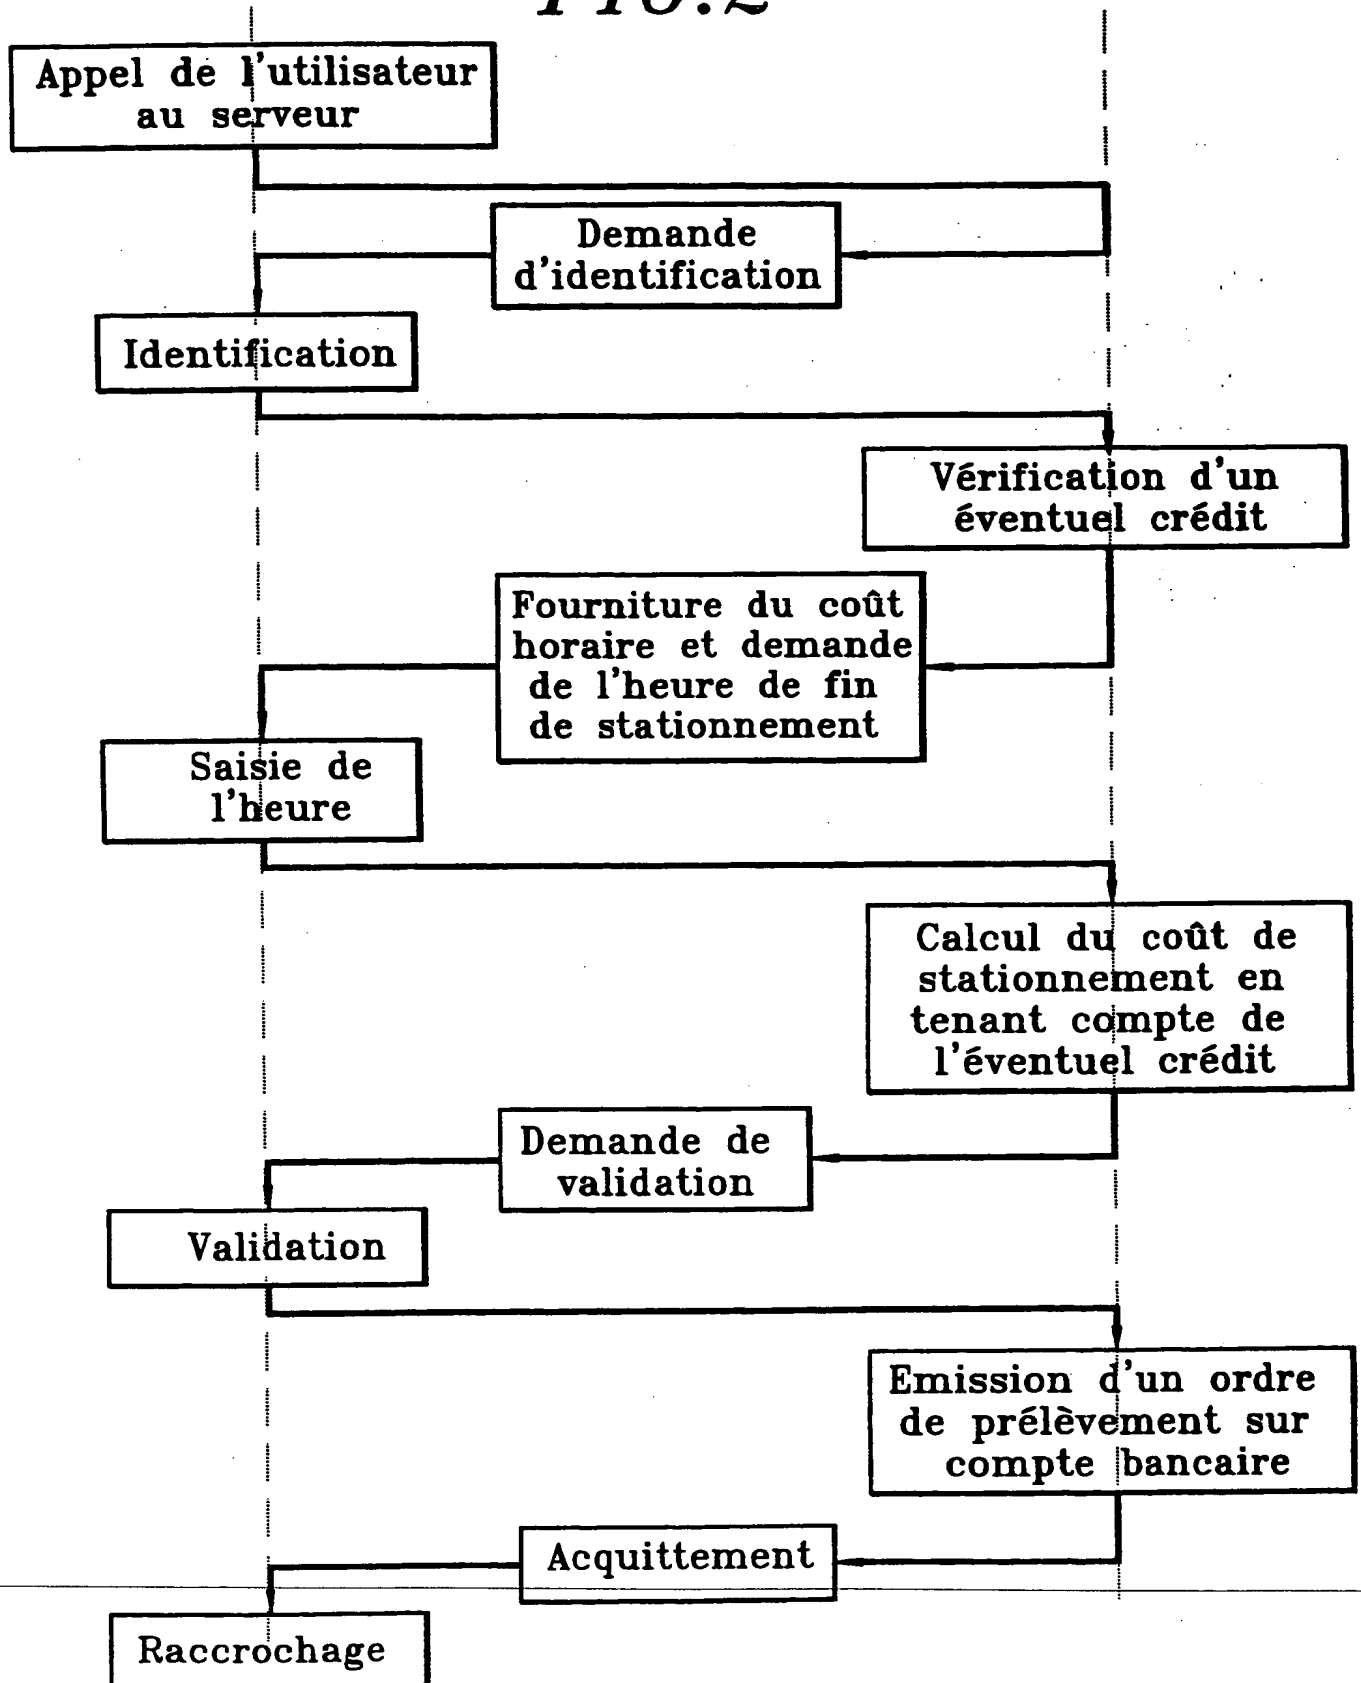 FIG.2
Appel de l'utilisateur
au serveur
Demande
d'identification
Identification
Vérification d'un
éventuel crédit
Fourniture du coût
horaire et demande
de l'heure de fin
de stationnement
Saisie de
l'heure
Calcul du coût de
stationnement en
tenant compte de
l'éventuel crédit
Demande de
validation
Validation
Emission d'un ordre
de prélèvement sur
compte bancaire
Acquittement
Raccrochage